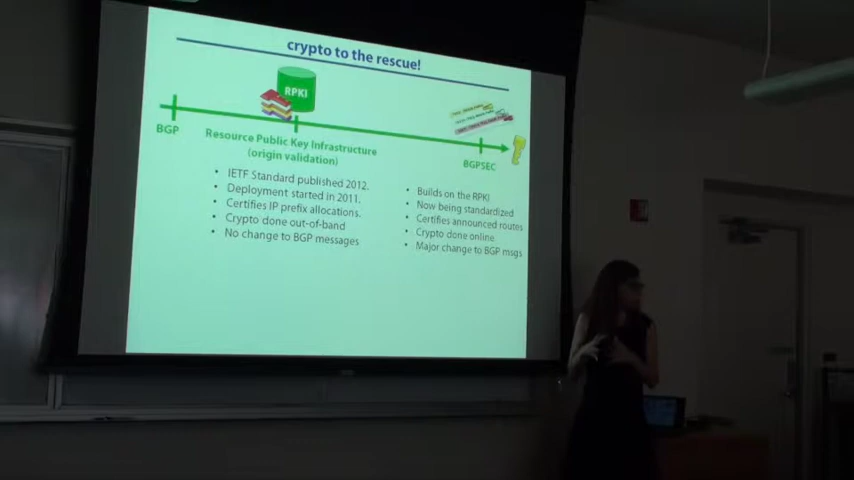 crypto to the rescue!
RPKI
BGP
Resource Public Key Infrastructure
(origin validation)
BGPSEC
• IETF Standard published 2012.
• Deployment started in 2011.
• Certifies IP prefix allocations.
• Crypto done out-of-band
• No change to BGP messages
• Builds on the RPKI
• Now being standardized
• Certifies announced routes
• Crypto done online
• Major change to BGP msgs